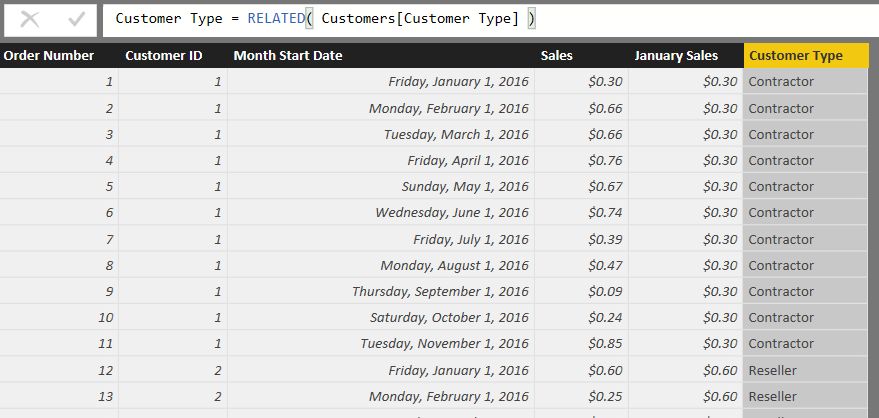 Customer Type = RELATED( Customers[Customer Type] )
Order Number Customer ID Month Start Date Sales January Sales Customer Type
1 1 Friday, January 1, 2016 $0.30 $0.30 Contractor
2 1 Monday, February 1, 2016 $0.66 $0.30 Contractor
3 1 Tuesday, March 1, 2016 $0.66 $0.30 Contractor
4 1 Friday, April 1, 2016 $0.76 $0.30 Contractor
5 1 Sunday, May 1, 2016 $0.67 $0.30 Contractor
6 1 Wednesday, June 1, 2016 $0.74 $0.30 Contractor
7 1 Friday, July 1, 2016 $0.39 $0.30 Contractor
8 1 Monday, August 1, 2016 $0.47 $0.30 Contractor
9 1 Thursday, September 1, 2016 $0.09 $0.30 Contractor
10 1 Saturday, October 1, 2016 $0.24 $0.30 Contractor
11 1 Tuesday, November 1, 2016 $0.85 $0.30 Contractor
12 2 Friday, January 1, 2016 $0.60 $0.60 Reseller
13 2 Monday, February 1, 2016 $0.25 $0.60 Reseller